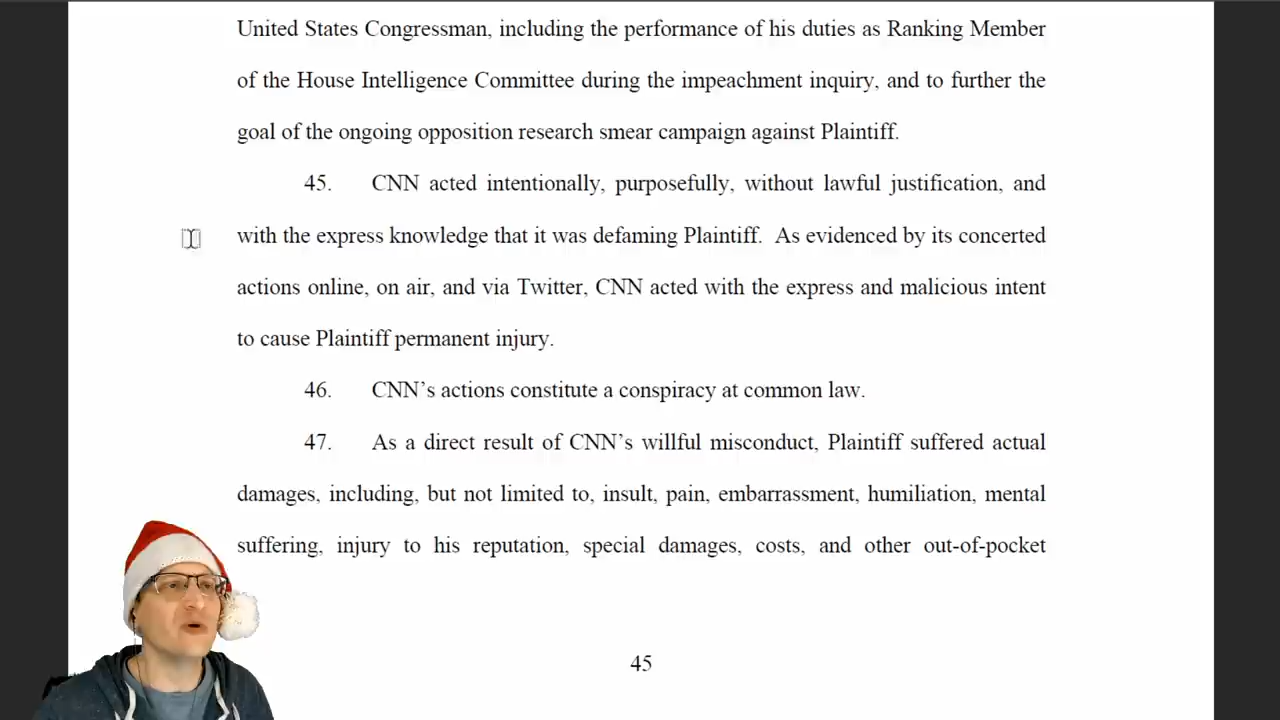 United States Congressman, including the performance of his duties as Ranking Member
of the House Intelligence Committee during the impeachment inquiry, and to further the
goal of the ongoing opposition research smear campaign against Plaintiff.
45. CNN acted intentionally, purposefully, without lawful justification, and
with the express knowledge that it was defaming Plaintiff.  As evidenced by its concerted
actions online, on air, and via Twitter, CNN acted with the express and malicious intent
to cause Plaintiff permanent injury.
46. CNN’s actions constitute a conspiracy at common law.
47. As a direct result of CNN’s willful misconduct, Plaintiff suffered actual
damages, including, but not limited to, insult, pain, embarrassment, humiliation, mental
suffering, injury to his reputation, special damages, costs, and other out-of-pocket
45